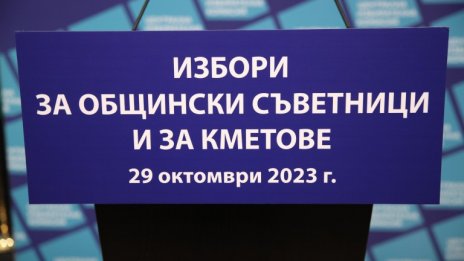 ИЗБОРИ
ЗА ОБЩИНСКИ СЪВЕТНИЦИ
И ЗА КМЕТОВЕ
29 октомври 2023 г.